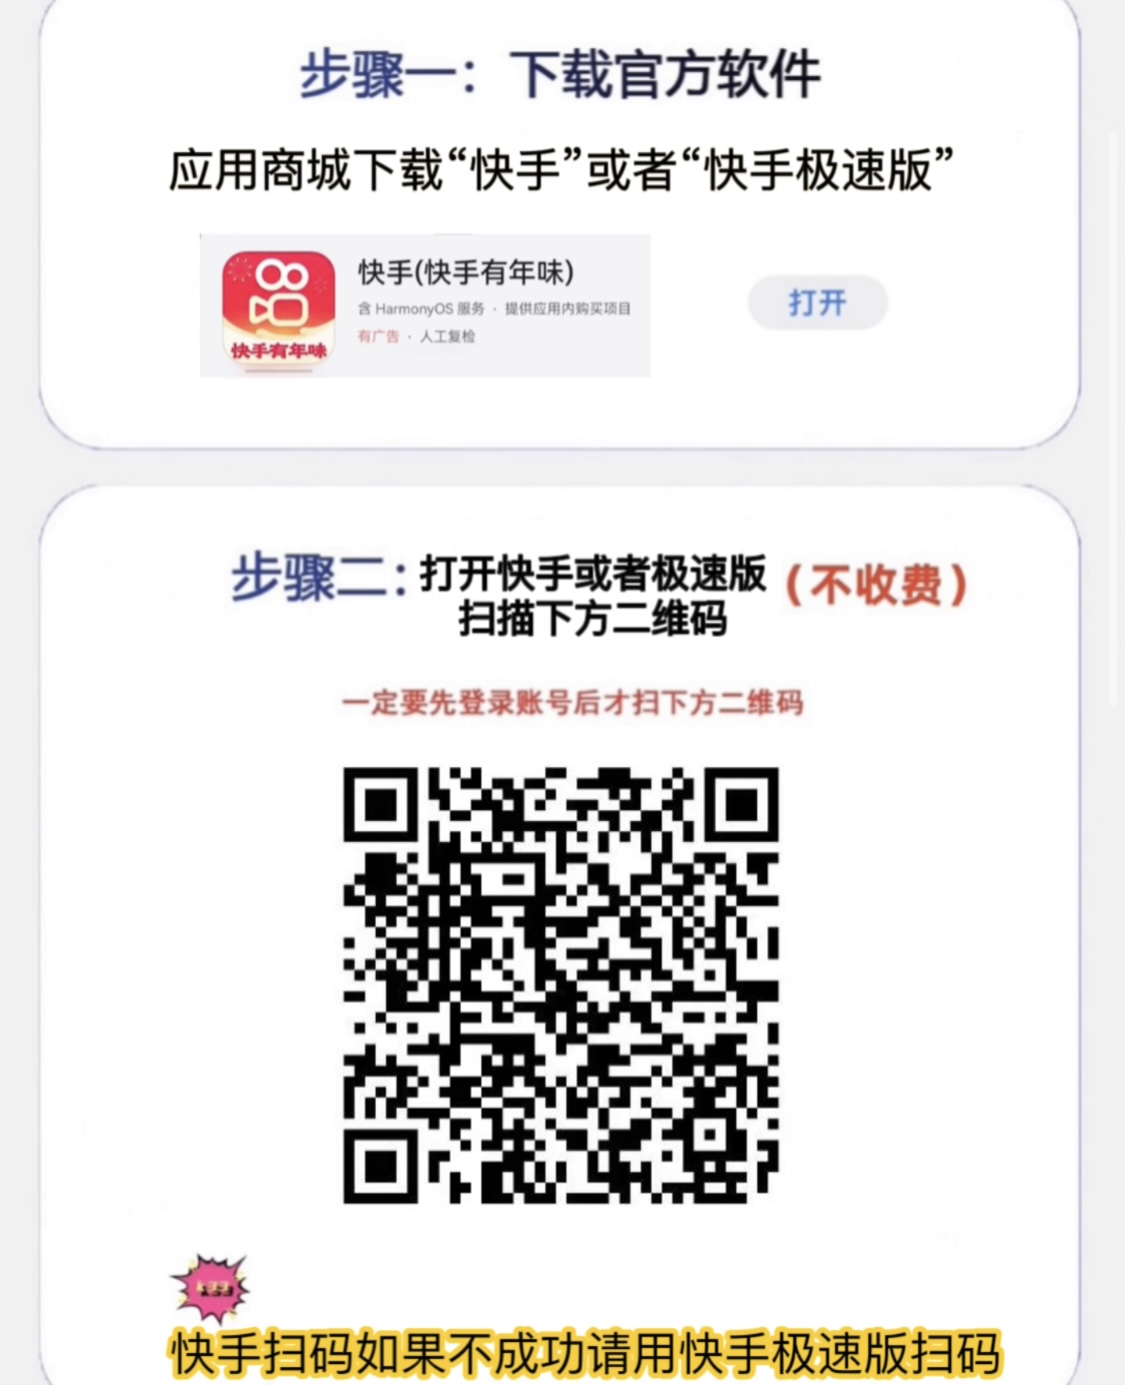 步骤一：下载官方软件
应用商城下载“快手”或者“快手极速版”
快手(快手有年味)
含 HarmonyOS 服务 · 提供应用内购买项目
有广告 · 人工复检
快手有年味
打开
步骤二：打开快手或者极速版（不收费）
扫描下方二维码
一定要先登录账号后才扫下方二维码
快手扫码如果不成功请用快手极速版扫码